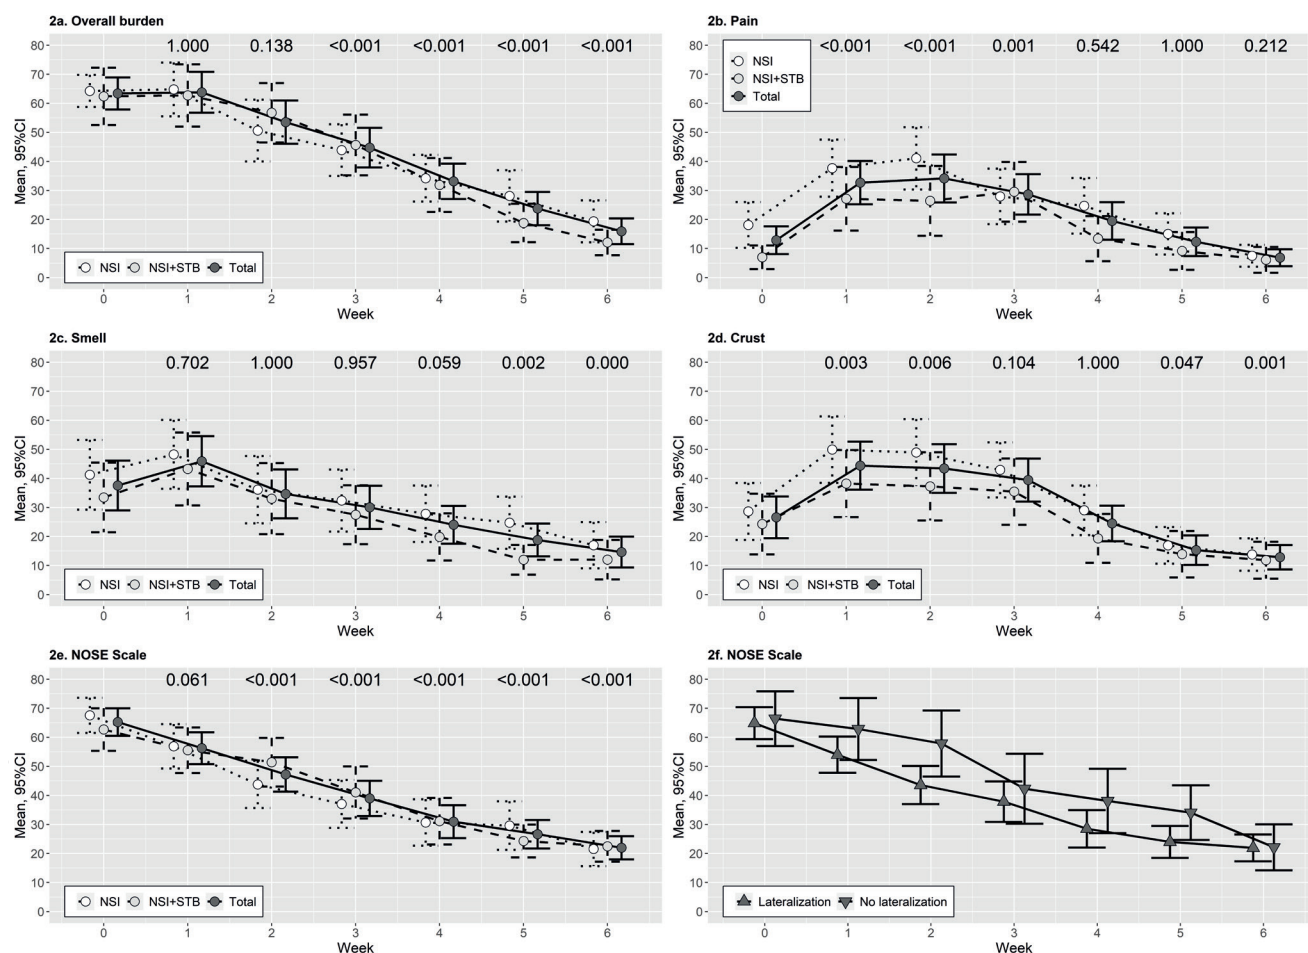 2a. Overall burden
1.000 0.138 <0.001 <0.001 <0.001 <0.001
80
70
60
50
40
30
20
10
0
Mean, 95%CI
NSI NSI+STB Total
0 1 2 3 4 5 6
Week
2b. Pain
<0.001 <0.001 0.001 0.542 1.000 0.212
80
70
60
50
40
30
20
10
0
Mean, 95%CI
NSI
NSI+STB
Total
0 1 2 3 4 5 6
Week
2c. Smell
0.702 1.000 0.957 0.059 0.002 0.000
80
70
60
50
40
30
20
10
0
Mean, 95%CI
NSI NSI+STB Total
0 1 2 3 4 5 6
Week
2d. Crust
0.003 0.006 0.104 1.000 0.047 0.001
80
70
60
50
40
30
20
10
0
Mean, 95%CI
NSI NSI+STB Total
0 1 2 3 4 5 6
Week
2e. NOSE Scale
0.061 <0.001 <0.001 <0.001 <0.001 <0.001
80
70
60
50
40
30
20
10
0
Mean, 95%CI
NSI NSI+STB Total
0 1 2 3 4 5 6
Week
2f. NOSE Scale
80
70
60
50
40
30
20
10
0
Mean, 95%CI
Lateralization No lateralization
0 1 2 3 4 5 6
Week